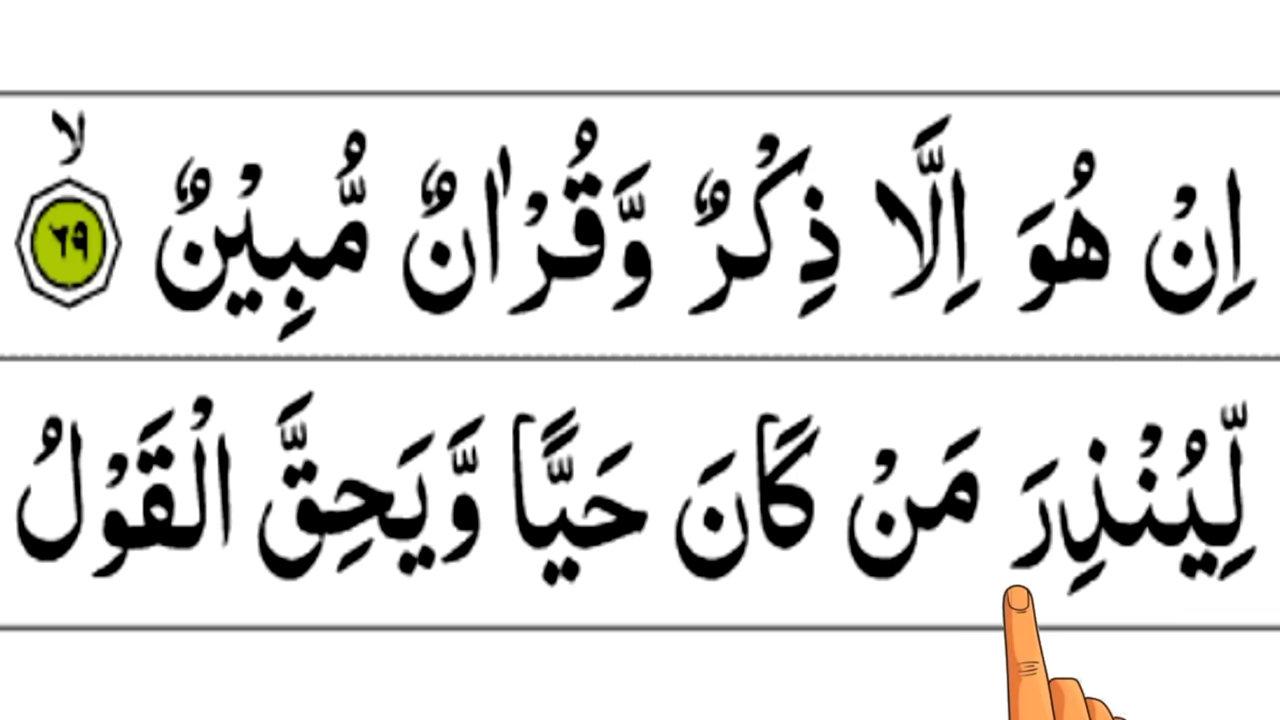 اِنْ هُوَ اِلَّا ذِكْرٌ وَّقُرْاٰنٌ مُّبِيْنٌ ۙ ٦٩
لِّيُنْذِرَ مَنْ كَانَ حَيًّا وَّيَحِقَّ الْقَوْلُ